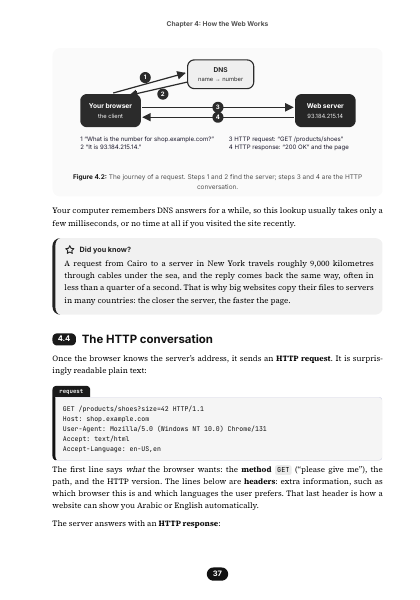 Chapter 4: How the Web Works
DNS
name → number
1
2
Your browser
the client
3
4
Web server
93.184.215.14
1 "What is the number for shop.example.com?"
2 "It is 93.184.215.14."
3 HTTP request: "GET /products/shoes"
4 HTTP response: "200 OK" and the page
Figure 4.2: The journey of a request. Steps 1 and 2 find the server; steps 3 and 4 are the HTTP
conversation.
Your computer remembers DNS answers for a while, so this lookup usually takes only a
few milliseconds, or no time at all if you visited the site recently.
Did you know?
A request from Cairo to a server in New York travels roughly 9,000 kilometres
through cables under the sea, and the reply comes back the same way, often in
less than a quarter of a second. That is why big websites copy their files to servers
in many countries: the closer the server, the faster the page.
4.4 The HTTP conversation
Once the browser knows the server's address, it sends an HTTP request. It is surpris-
ingly readable plain text:
request
GET /products/shoes?size=42 HTTP/1.1
Host: shop.example.com
User-Agent: Mozilla/5.0 (Windows NT 10.0) Chrome/131
Accept: text/html
Accept-Language: en-US,en
The first line says what the browser wants: the method GET ("please give me"), the
path, and the HTTP version. The lines below are headers: extra information, such as
which browser this is and which languages the user prefers. That last header is how a
website can show you Arabic or English automatically.
The server answers with an HTTP response:
37